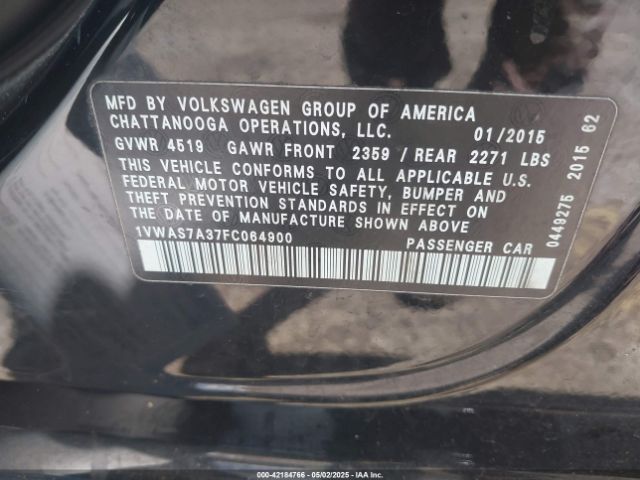 MFD BY VOLKSWAGEN GROUP OF AMERICA
CHATTANOOGA OPERATIONS, LLC. 01/2015
GVWR 4519 GAWR FRONT 2359 / REAR 2271 LBS
THIS VEHICLE CONFORMS TO ALL APPLICABLE U.S.
FEDERAL MOTOR VEHICLE SAFETY, BUMPER AND
THEFT PREVENTION STANDARDS IN EFFECT ON
THE DATE OF MANUFACTURE SHOWN ABOVE
1VWAS7A37FC064900 PASSENGER CAR
0449275 2015 62
000-42184766 - 05/02/2025 - IAA Inc.